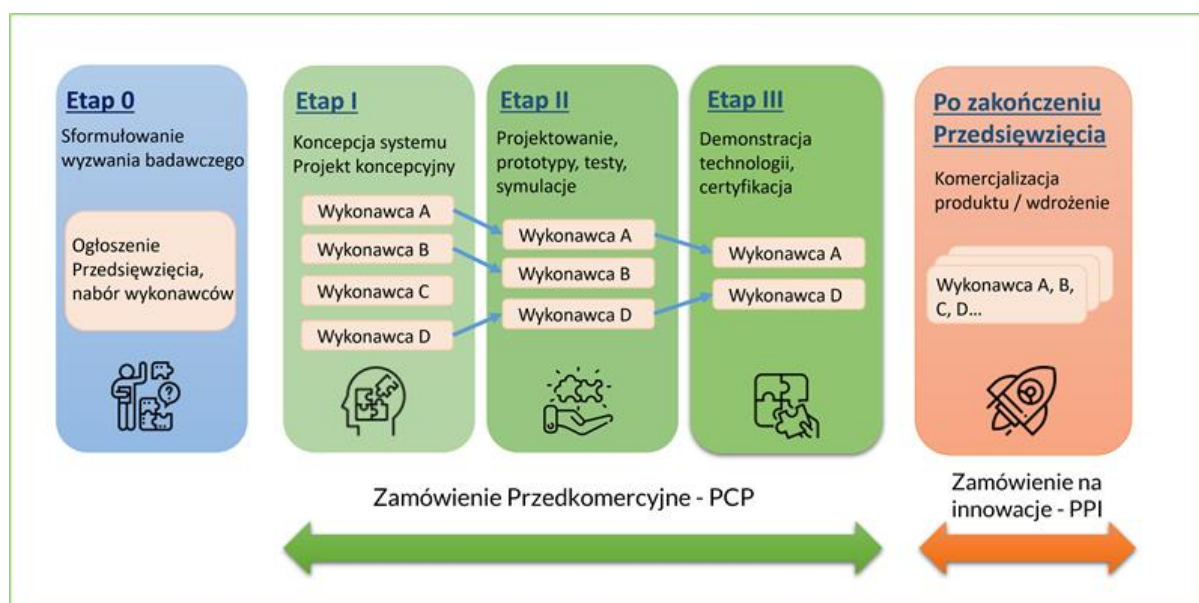 Etap 0
Sformułowanie
wyzwania badawczego
Ogłoszenie
Przedsięwzięcia,
nabór wykonawców
Etap I
Koncepcja systemu
Projekt koncepcyjny
Wykonawca A
Wykonawca B
Wykonawca C
Wykonawca D
Etap II
Projektowanie,
prototypy, testy,
symulacje
Wykonawca A
Wykonawca B
Wykonawca D
Etap III
Demonstracja
technologii,
certyfikacja
Wykonawca A
Wykonawca D
Po zakończeniu
Przedsięwzięcia
Komercjalizacja
produktu / wdrożenie
Wykonawca A, B,
C, D...
Zamówienie Przedkomercyjne - PCP
Zamówienie na
innowacje - PPI